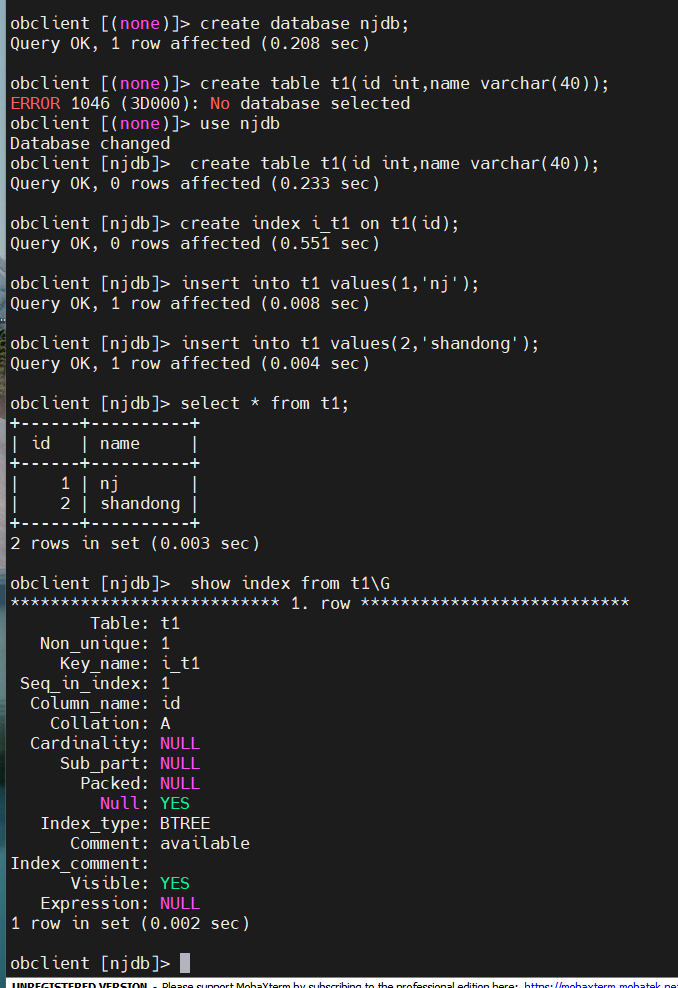 obclient [(none)]> create database njdb;
Query OK, 1 row affected (0.208 sec)
obclient [(none)]> create table t1(id int,name varchar(40));
ERROR 1046 (3D000): No database selected
obclient [(none)]> use njdb
Database changed
obclient [njdb]>  create table t1(id int,name varchar(40));
Query OK, 0 rows affected (0.233 sec)
obclient [njdb]> create index i_t1 on t1(id);
Query OK, 0 rows affected (0.551 sec)
obclient [njdb]> insert into t1 values(1,'nj');
Query OK, 1 row affected (0.008 sec)
obclient [njdb]> insert into t1 values(2,'shandong');
Query OK, 1 row affected (0.004 sec)
obclient [njdb]> select * from t1;
+------+----------+
| id   | name     |
+------+----------+
|    1 | nj       |
|    2 | shandong |
+------+----------+
2 rows in set (0.003 sec)
obclient [njdb]>  show index from t1\G
*************************** 1. row ***************************
        Table: t1
   Non_unique: 1
     Key_name: i_t1
 Seq_in_index: 1
  Column_name: id
    Collation: A
  Cardinality: NULL
     Sub_part: NULL
       Packed: NULL
         Null: YES
   Index_type: BTREE
      Comment: available
Index_comment:
      Visible: YES
   Expression: NULL
1 row in set (0.002 sec)
obclient [njdb]>
UNREGISTERED VERSION - Please support MobaXterm by subscribing to the professional edition here: https://mobaxterm.mobatek.ne